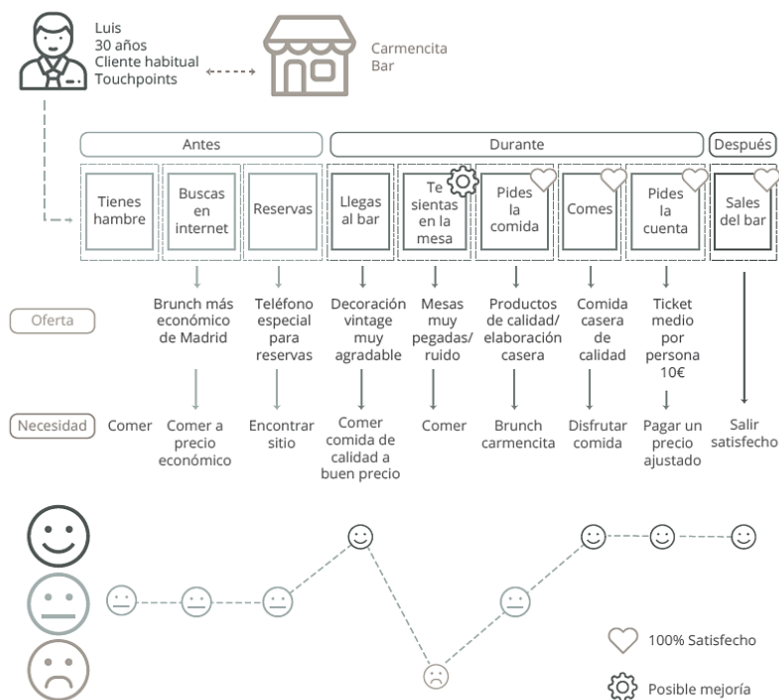 Luis
30 años
Cliente habitual
Touchpoints
Carmencita
Bar
Antes
Durante
Después
Tienes
hambre
Buscas
en
internet
Reservas
Llegas
al bar
Te
sientas
en la
mesa
Pides
la
comida
Comes
Pides
la
cuenta
Sales
del bar
Oferta
Brunch más
económico
de Madrid
Teléfono
especial
para
reservas
Decoración
vintage
muy
agradable
Mesas
muy
pegadas/
ruido
Productos
de calidad/
elaboración
casera
Comida
casera
de
calidad
Ticket
medio
por
persona
10€
Necesidad
Comer
Comer a
precio
económico
Encontrar
sitio
Comer
comida de
calidad a
buen precio
Comer
Brunch
carmencita
Disfrutar
comida
Pagar un
precio
ajustado
Salir
satisfecho
100% Satisfecho
Posible mejoría